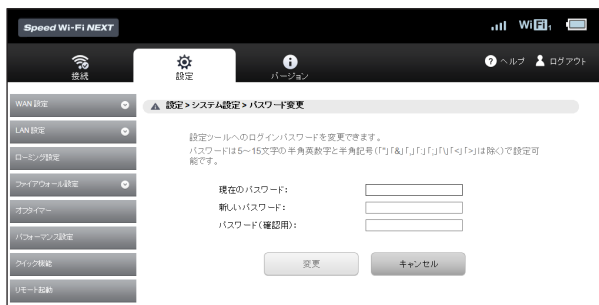 Speed Wi-Fi NEXT
WiFi 1
接続
設定
バージョン
ヘルプ
ログアウト
WAN 設定
LAN 設定
ローミング設定
ファイアウォール設定
オフタイマー
パフォーマンス設定
クイック機能
リモート起動
設定 > システム設定 > パスワード変更
設定ツールへのログインパスワードを変更できます。
パスワードは5～15文字の半角英数字と半角記号(「"」「&」「,」「:」「;」「\」「<」「>」は除く)で設定可
能です。
現在のパスワード:
新しいパスワード:
パスワード(確認用):
変更
キャンセル